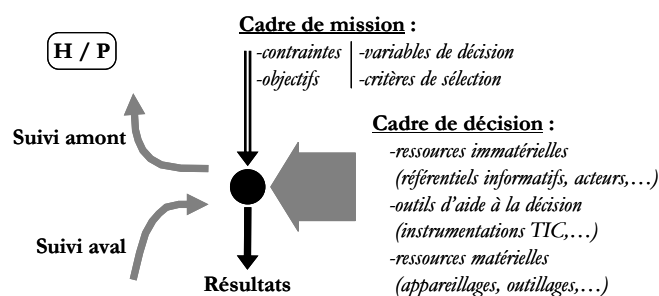 H / P
Cadre de mission :
-contraintes -variables de décision
-objectifs -critères de sélection
Suivi amont
Cadre de décision :
-ressources immatérielles
(référentiels informatifs, acteurs,…)
-outils d'aide à la décision
(instrumentations TIC,…)
-ressources matérielles
(appareillages, outillages,…)
Suivi aval
Résultats